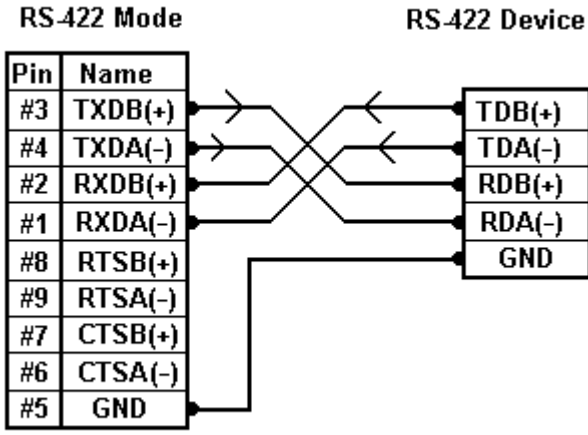 RS-422 Mode
RS-422 Device
Pin Name
#3 TXDB(+)
#4 TXDA(-)
#2 RXDB(+)
#1 RXDA(-)
#8 RTSB(+)
#9 RTSA(-)
#7 CTSB(+)
#6 CTSA(-)
#5 GND
TDB(+)
TDA(-)
RDB(+)
RDA(-)
GND